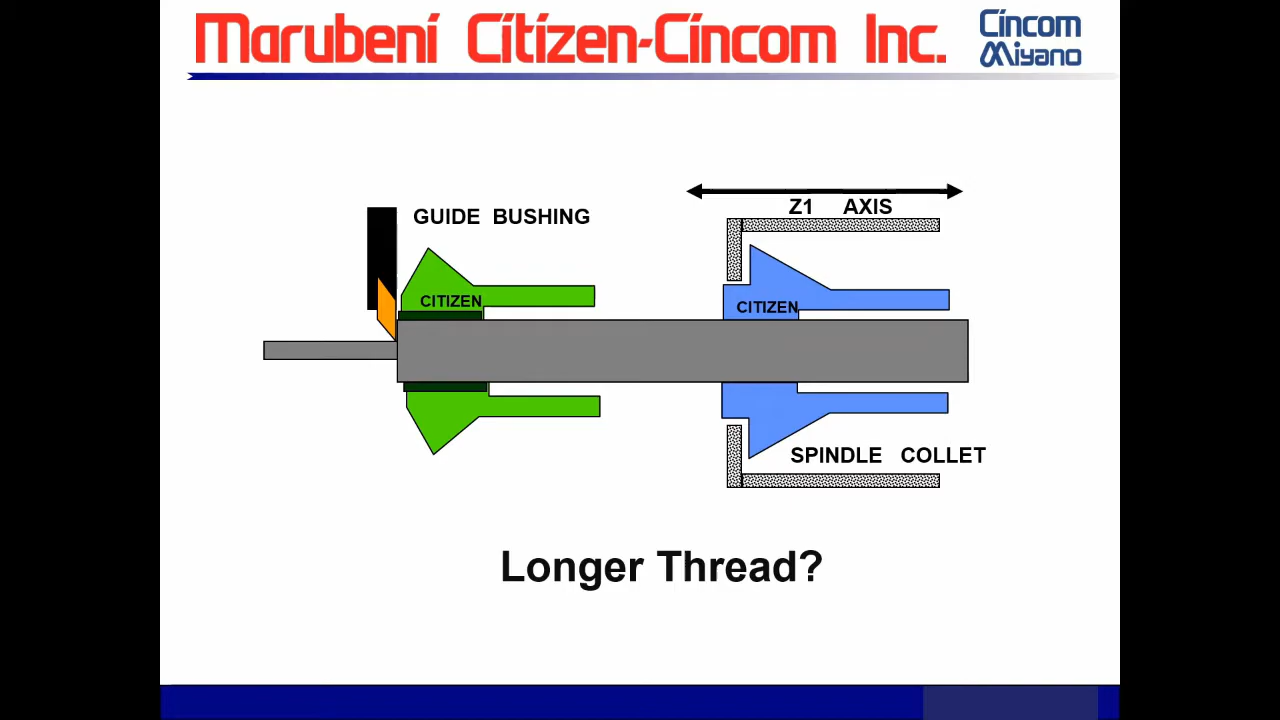 Marubeni Citizen-Cincom Inc.
Cincom
Miyano
Z1 AXIS
GUIDE BUSHING
CITIZEN
CITIZEN
SPINDLE COLLET
Longer Thread?